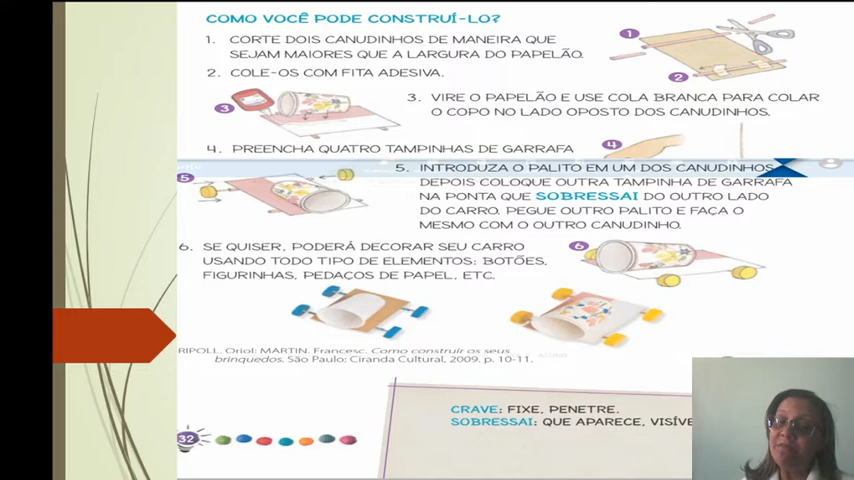 COMO VOCÊ PODE CONSTRUÍ-LO?
1. CORTE DOIS CANUDINHOS DE MANEIRA QUE
SEJAM MAIORES QUE A LARGURA DO PAPELÃO.
1
2. COLE-OS COM FITA ADESIVA.
2
3. VIRE O PAPELÃO E USE COLA BRANCA PARA COLAR
O COPO NO LADO OPOSTO DOS CANUDINHOS.
3
4. PREENCHA QUATRO TAMPINHAS DE GARRAFA
4
5. INTRODUZA O PALITO EM UM DOS CANUDINHOS
DEPOIS COLOQUE OUTRA TAMPINHA DE GARRAFA
NA PONTA QUE SOBRESSAI DO OUTRO LADO
DO CARRO. PEGUE OUTRO PALITO E FAÇA O
MESMO COM O OUTRO CANUDINHO.
5
6. SE QUISER, PODERÁ DECORAR SEU CARRO
USANDO TODO TIPO DE ELEMENTOS: BOTÕES,
FIGURINHAS, PEDAÇOS DE PAPEL, ETC.
6
RIPOLL. Oriol: MARTIN. Francesc. Como construir os seus
brinquedos. São Paulo: Ciranda Cultural, 2009. p. 10-11.
CRAVE: FIXE, PENETRE.
SOBRESSAI: QUE APARECE, VISÍVE
32